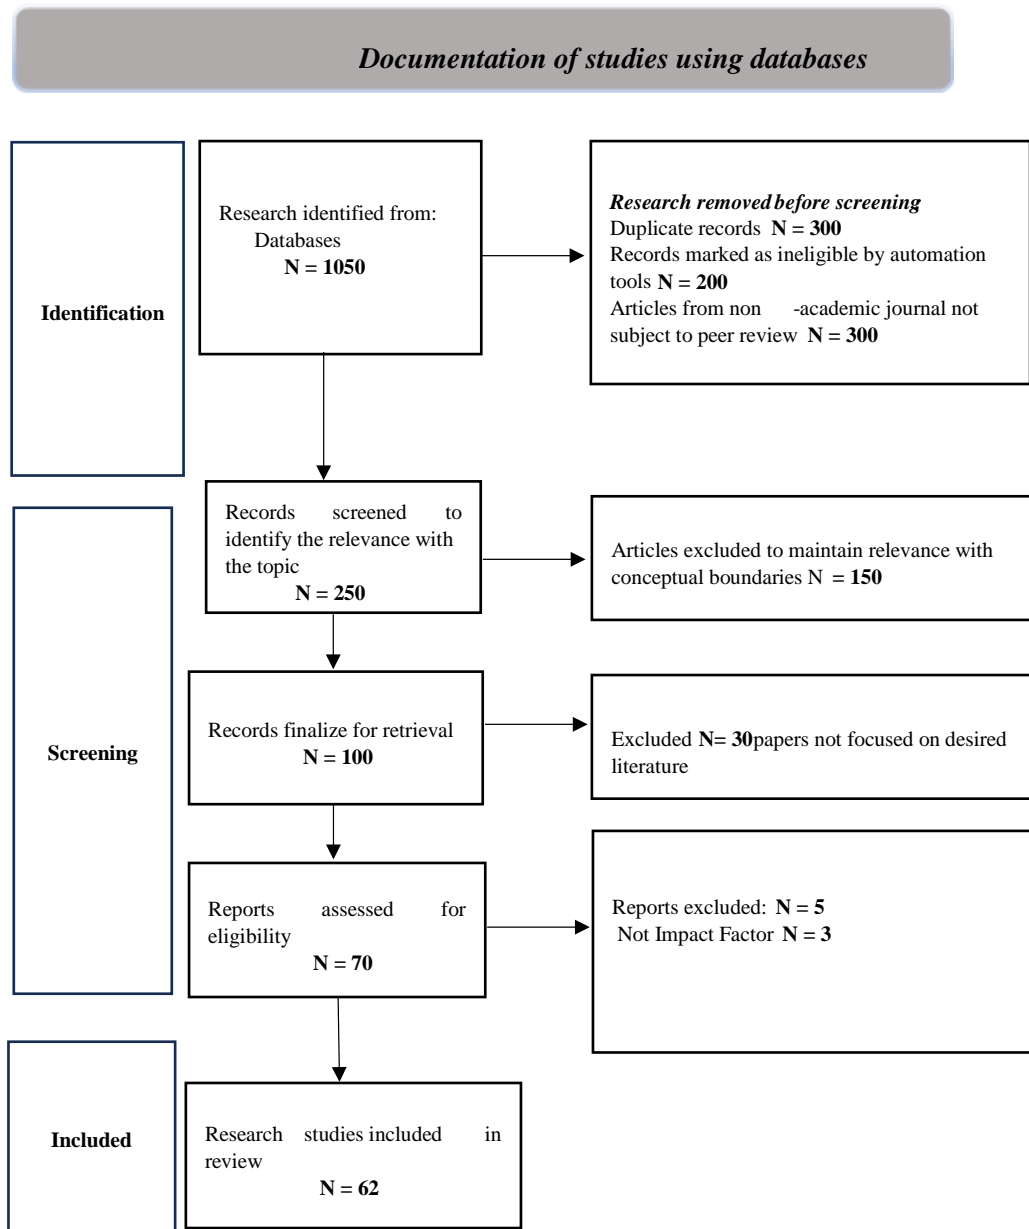 Documentation of studies using databases
Identification
Research identified from:
Databases
N = 1050
Research removed before screening
Duplicate records N = 300
Records marked as ineligible by automation
tools N = 200
Articles from non -academic journal not
subject to peer review N = 300
Screening
Records screened to
identify the relevance with
the topic
N = 250
Articles excluded to maintain relevance with
conceptual boundaries N = 150
Records finalize for retrieval
N = 100
Excluded N= 30papers not focused on desired
literature
Reports assessed for
eligibility
N = 70
Reports excluded: N = 5
Not Impact Factor N = 3
Included
Research studies included in
review
N = 62